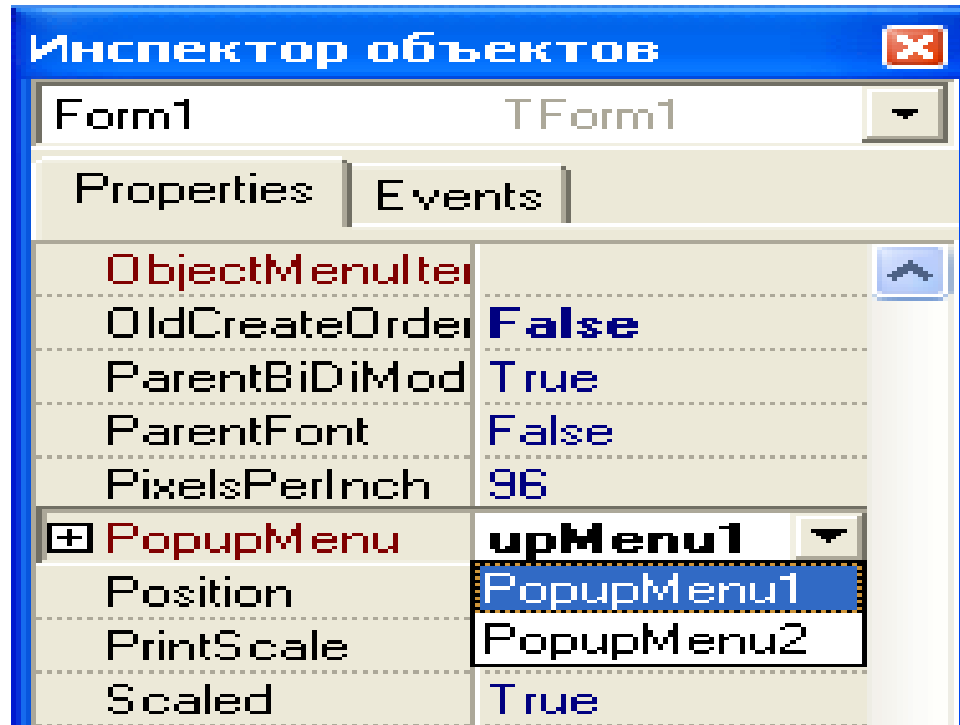 Инспектор объектов
Form1 TForm1
Properties Events
ObjectMenuIter
OldCreateOrder False
ParentBiDiMod True
ParentFont False
PixelsPerInch 96
PopupMenu upMenu1
Position PopupMenu1
PrintScale PopupMenu2
Scaled True